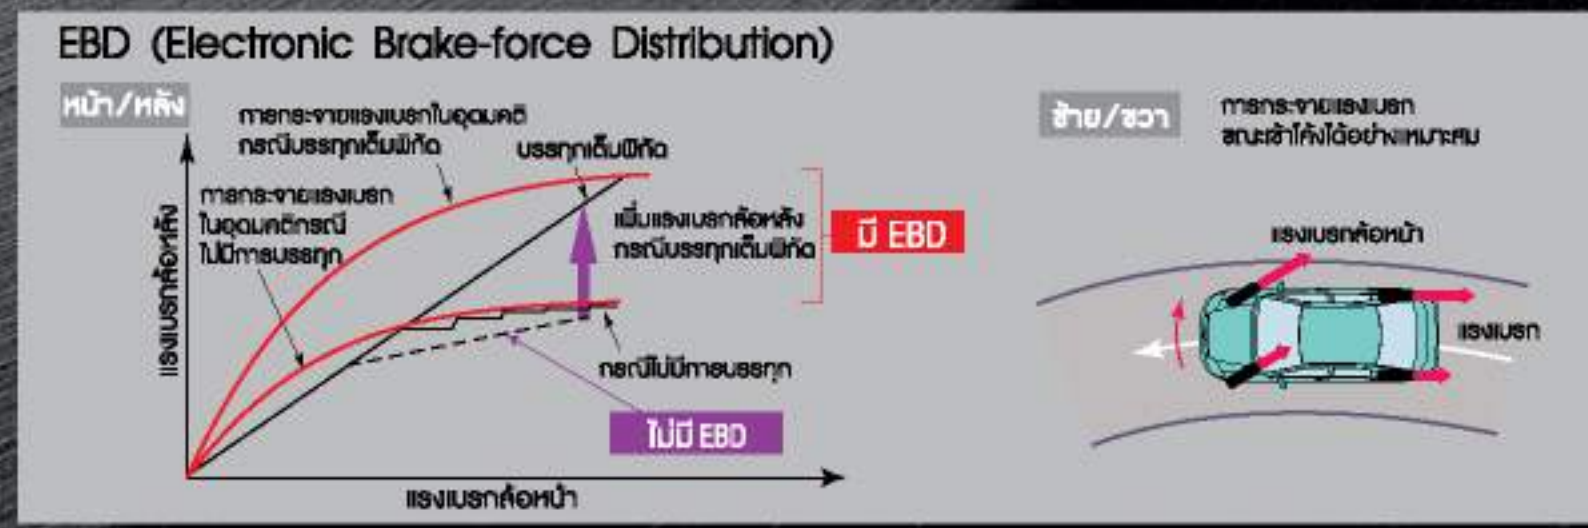 EBD (Electronic Brake-force Distribution)
หน้า/หลัง
การกระจายแรงเบรกในอุดมคติ
กรณีบรรทุกเต็มพิกัด
บรรทุกเต็มพิกัด
การกระจายแรงเบรก
ในอุดมคติกรณี
ไม่มีการบรรทุก
แรงเบรกล้อหลัง
เพิ่มแรงเบรกล้อหลัง
กรณีบรรทุกเต็มพิกัด
มี EBD
กรณีไม่มีการบรรทุก
ไม่มี EBD
แรงเบรกล้อหน้า
ซ้าย/ขวา
การกระจายแรงเบรก
ขณะเข้าโค้งได้อย่างเหมาะสม
แรงเบรกล้อหน้า
แรงเบรก